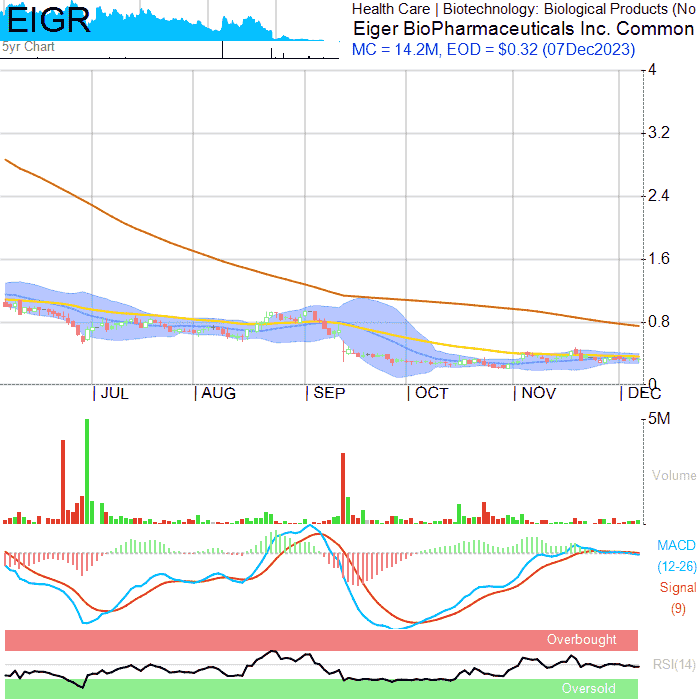 EIGR
5yr Chart
Health Care | Biotechnology: Biological Products (No
Eiger BioPharmaceuticals Inc. Common
MC = 14.2M, EOD = $0.32 (07Dec2023)
4
3.2
2.4
1.6
0.8
0
| JUL | AUG | SEP | OCT | NOV | DEC
5M
Volume
MACD
(12-26)
Signal
(9)
Overbought
RSI(14)
Oversold